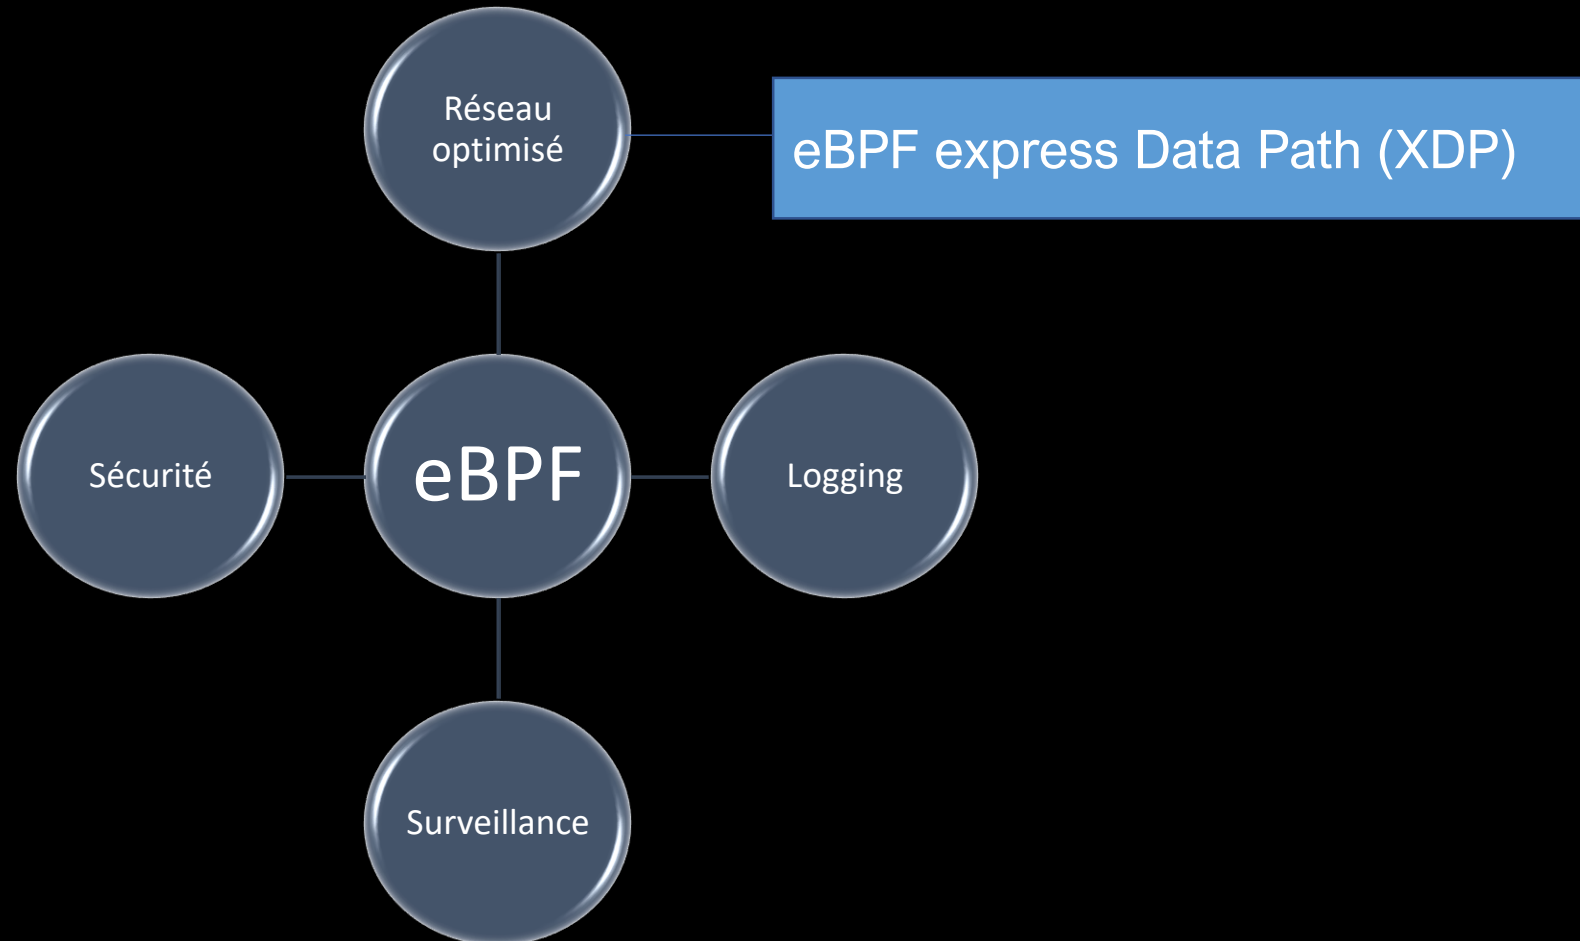 Réseau
optimisé
eBPF express Data Path (XDP)
Sécurité
eBPF
Logging
Surveillance